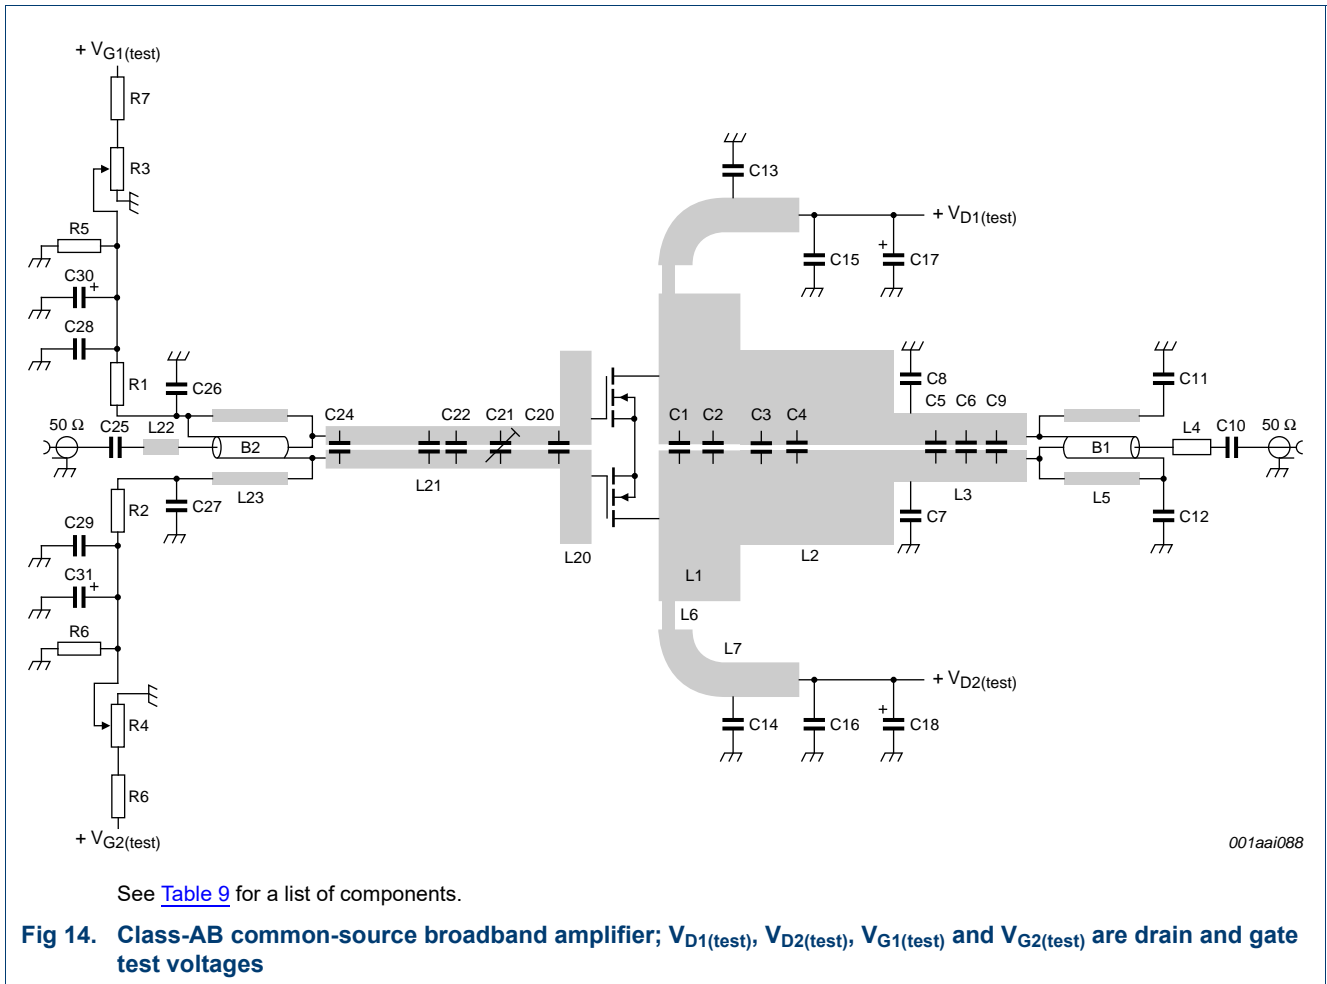 + VG1(test)
R7
R3
C13
R5
+ VD1(test)
C30
+
C15
+
C17
C28
R1
C26
C8
C11
50 Ω
C25
L22
B2
C24
C22
C21
C20
C1
C2
C3
C4
C5
C6
C9
B1
L4
C10
50 Ω
L21
L23
L3
L5
R2
C27
C7
C12
C29
L20
L2
C31
+
L1
L6
R6
L7
+ VD2(test)
R4
C14
C16
+
C18
R6
+ VG2(test)
001aai088
See Table 9 for a list of components.
Fig 14. Class-AB common-source broadband amplifier; VD1(test), VD2(test), VG1(test) and VG2(test) are drain and gate
test voltages